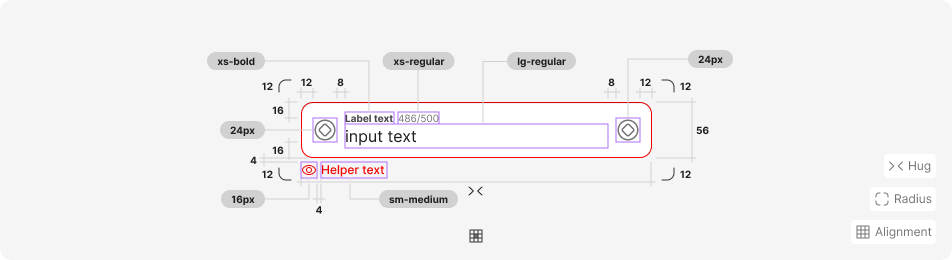 xs-bold
xs-regular
lg-regular
24px
12
12
8
8
12
12
16
Label text 486/500
24px
input text
56
16
4
12
Helper text
12
Hug
16px
sm-medium
4
Radius
Alignment